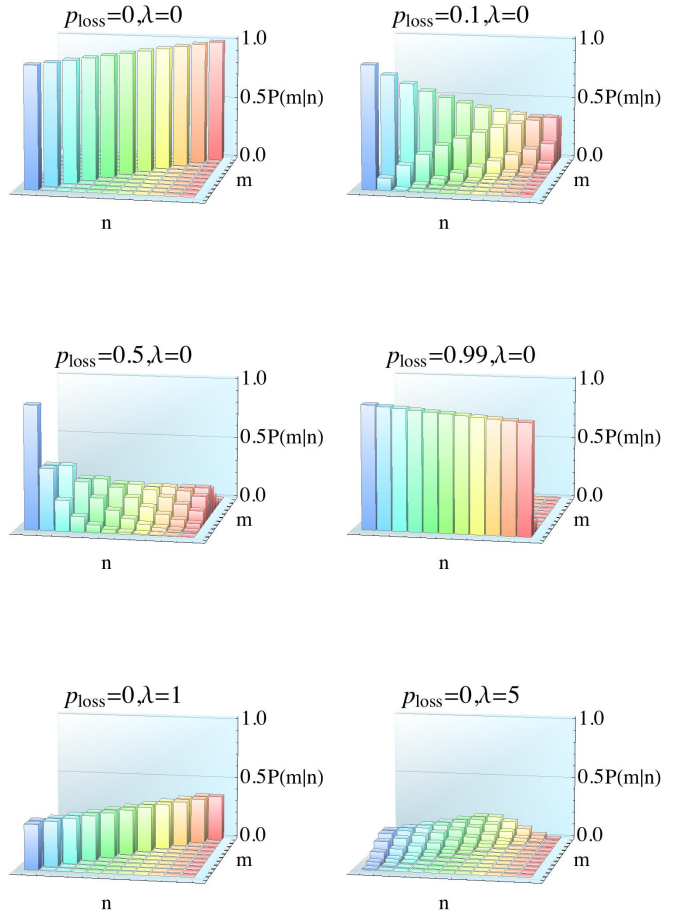 p_loss=0,λ=0
1.0
0.5P(m|n)
0.0
m
n
p_loss=0.1,λ=0
1.0
0.5P(m|n)
0.0
m
n
p_loss=0.5,λ=0
1.0
0.5P(m|n)
0.0
m
n
p_loss=0.99,λ=0
1.0
0.5P(m|n)
0.0
m
n
p_loss=0,λ=1
1.0
0.5P(m|n)
0.0
m
n
p_loss=0,λ=5
1.0
0.5P(m|n)
0.0
m
n